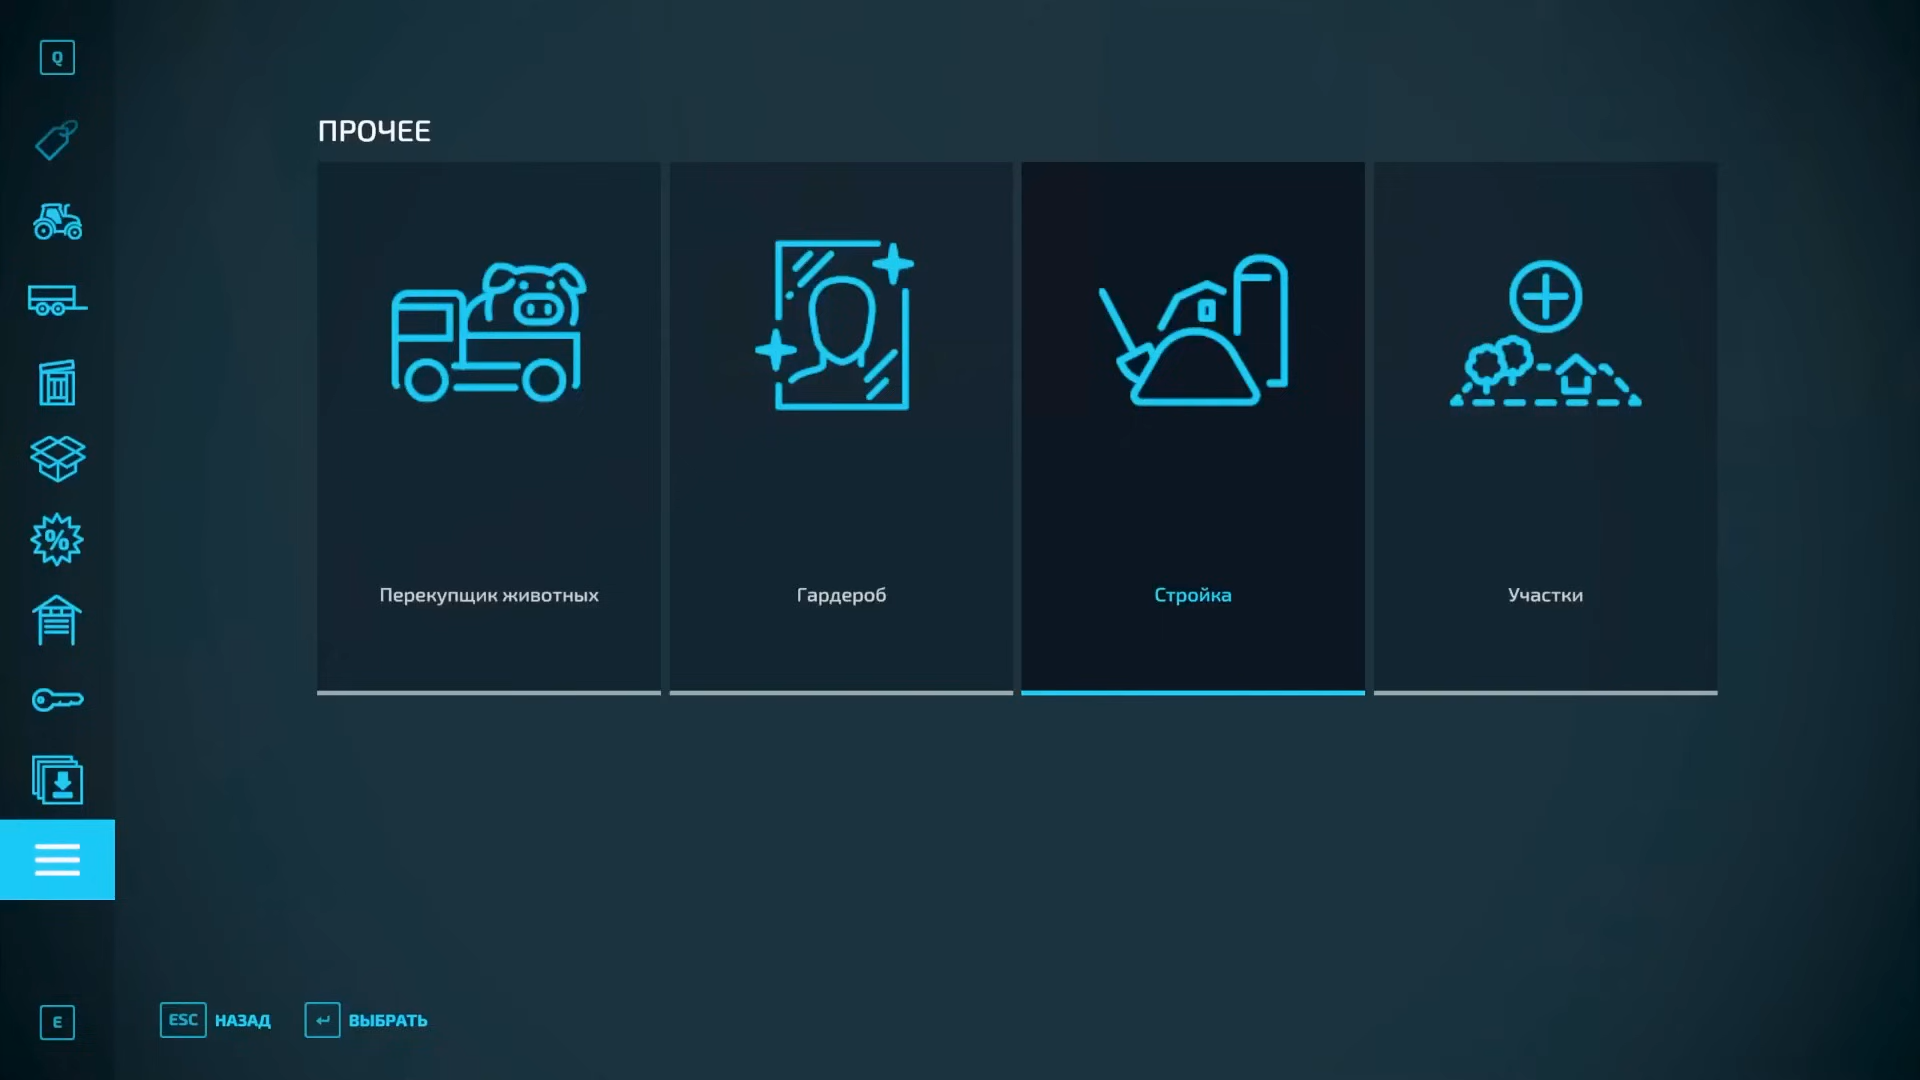 Q
ПРОЧЕЕ
%
Перекупщик животных
Гардероб
Стройка
Участки
E
ESC НАЗАД
ВЫБРАТЬ